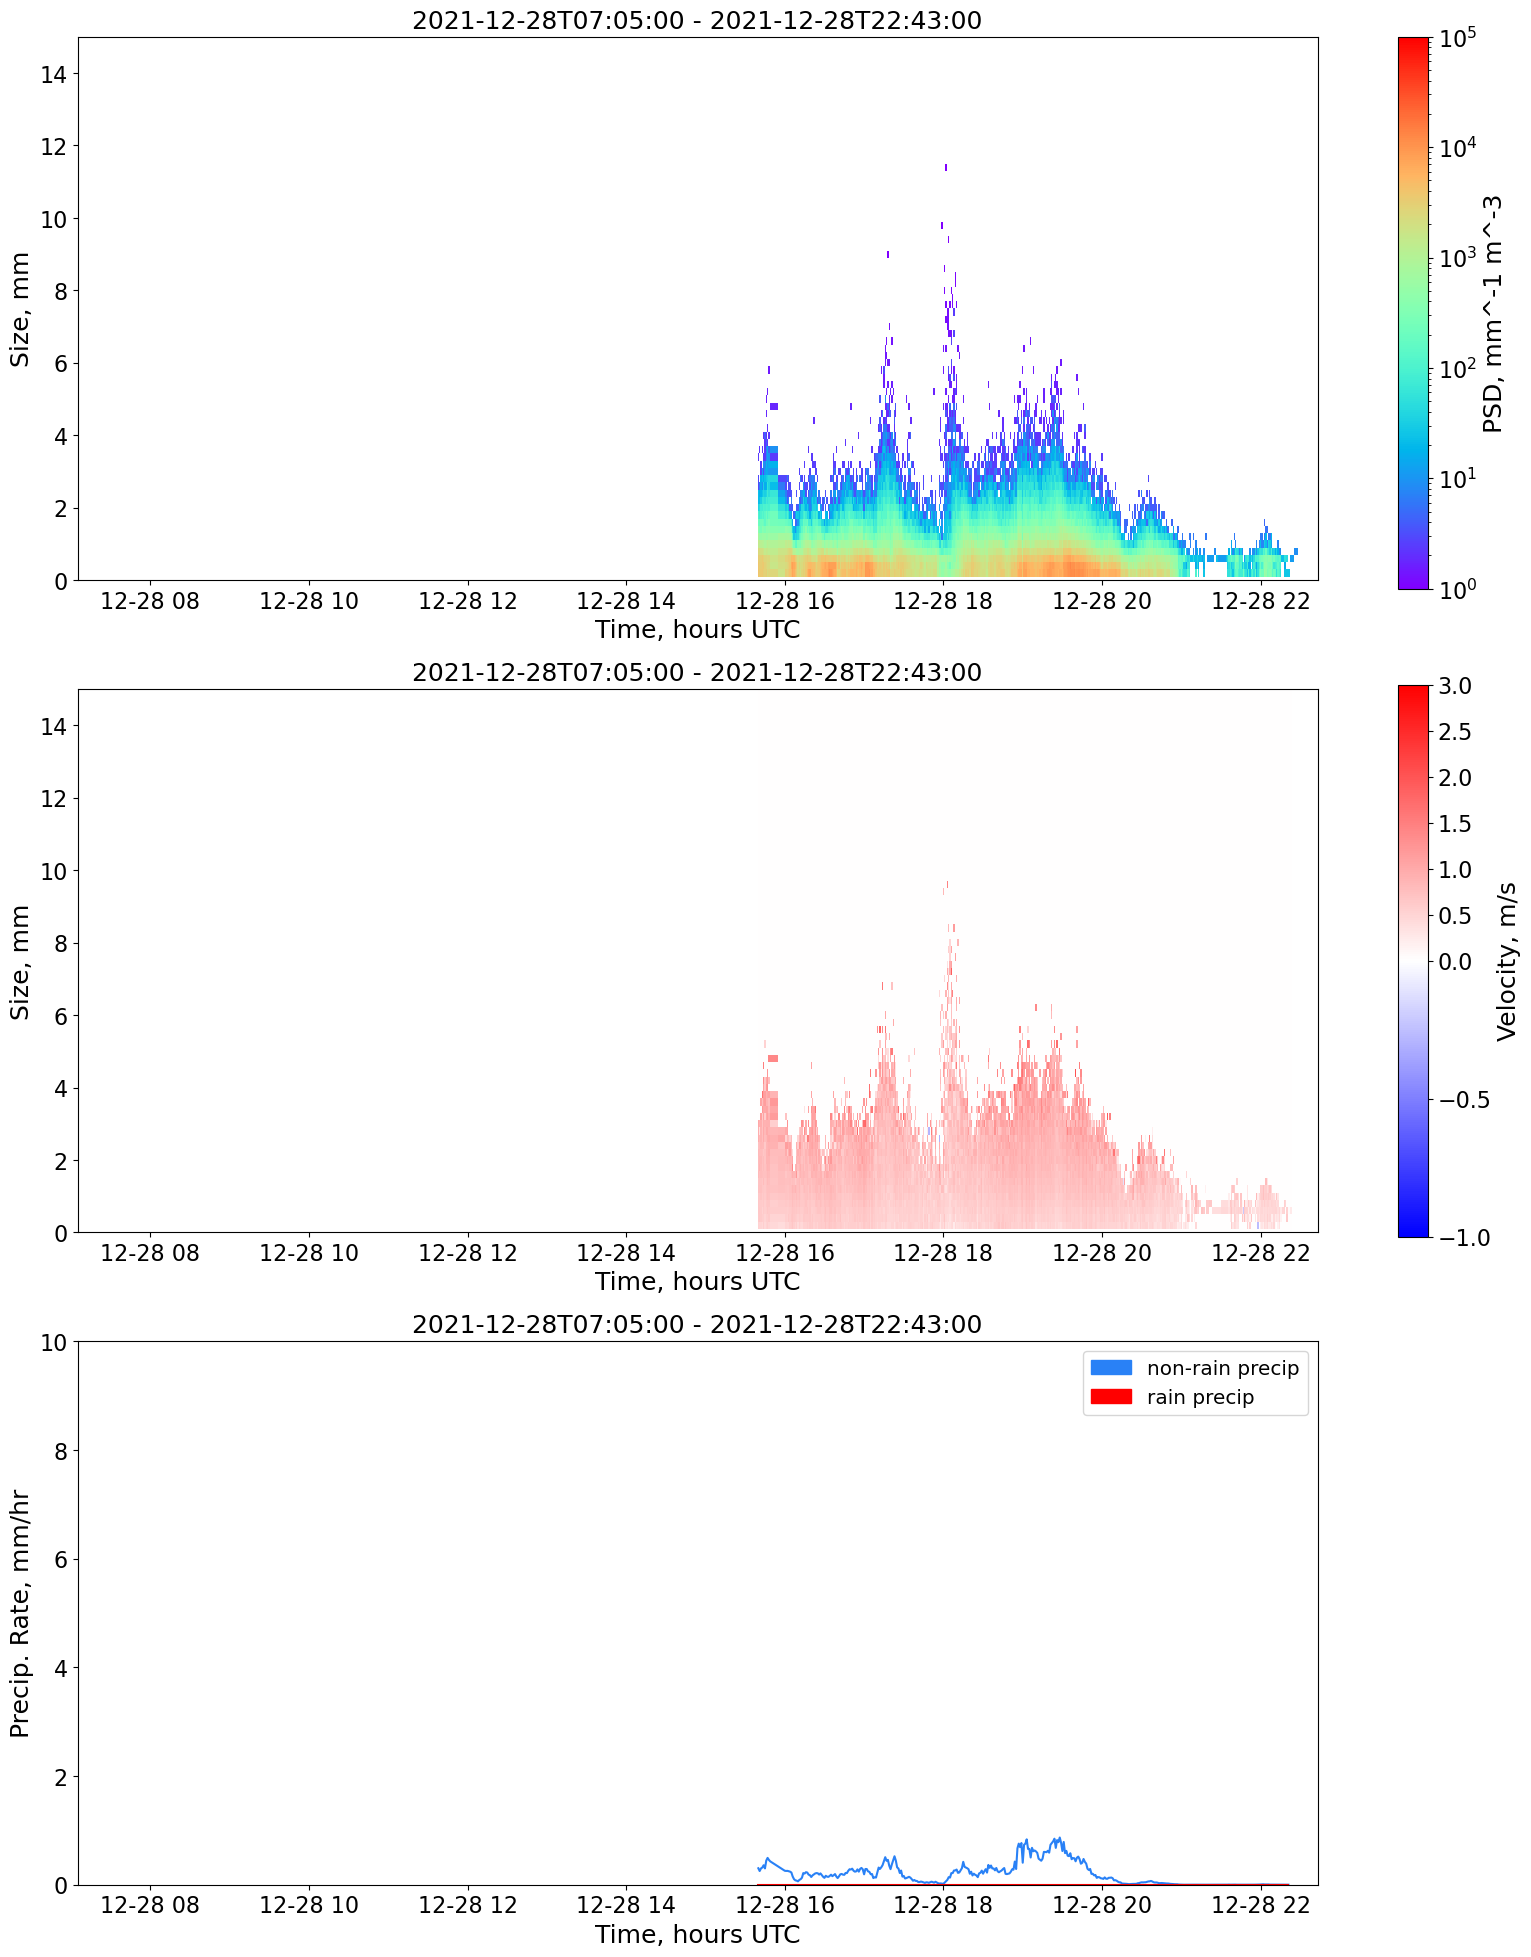 2021-12-28T07:05:00 - 2021-12-28T22:43:00
14
12
10
8
6
4
2
0
Size, mm
12-28 08 12-28 10 12-28 12 12-28 14 12-28 16 12-28 18 12-28 20 12-28 22
Time, hours UTC
10^5
10^4
10^3
10^2
10^1
10^0
PSD, mm^-1 m^-3
2021-12-28T07:05:00 - 2021-12-28T22:43:00
14
12
10
8
6
4
2
0
Size, mm
12-28 08 12-28 10 12-28 12 12-28 14 12-28 16 12-28 18 12-28 20 12-28 22
Time, hours UTC
3.0
2.5
2.0
1.5
1.0
0.5
0.0
−0.5
−1.0
Velocity, m/s
2021-12-28T07:05:00 - 2021-12-28T22:43:00
10
8
6
4
2
0
Precip. Rate, mm/hr
non-rain precip
rain precip
12-28 08 12-28 10 12-28 12 12-28 14 12-28 16 12-28 18 12-28 20 12-28 22
Time, hours UTC